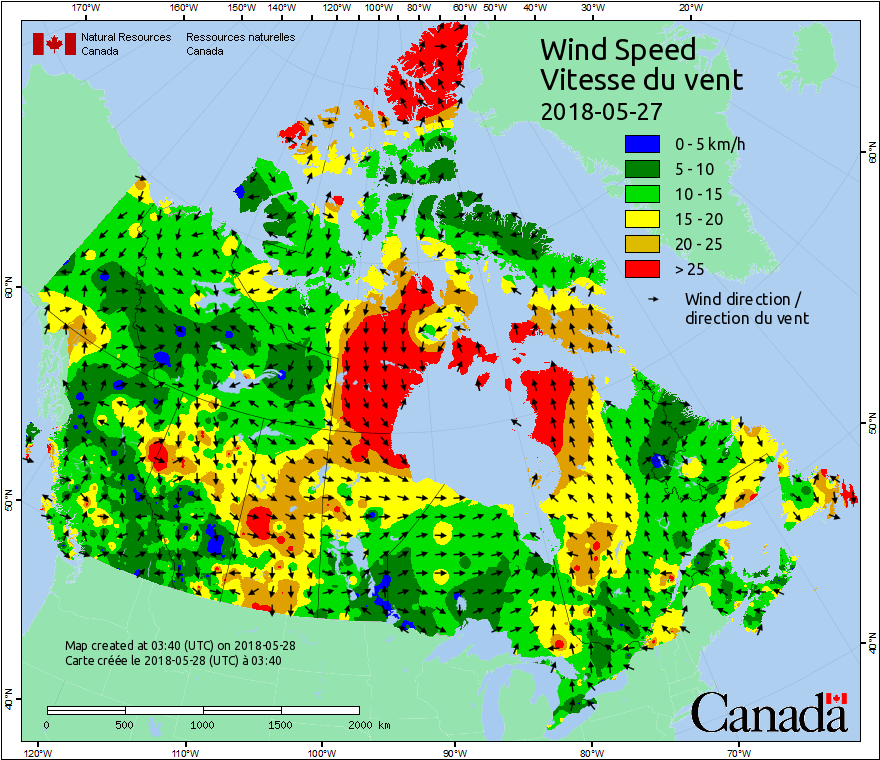 170°W 160°W 150°W 140°W 130°W 120°W 110°W 100°W 90°W 80°W 70°W 60°W 50°W 40°W 30°W 20°W
Natural Resources Ressources naturelles
Canada Canada
Wind Speed
Vitesse du vent
2018-05-27
0 - 5 km/h
5 - 10
10 - 15
15 - 20
20 - 25
> 25
Wind direction /
direction du vent
60°N
60°N
50°N
50°N
40°N
40°N
Map created at 03:40 (UTC) on 2018-05-28
Carte créée le 2018-05-28 (UTC) à 03:40
0 500 1000 1500 2000 km
Canada
120°W 110°W 100°W 90°W 80°W 70°W